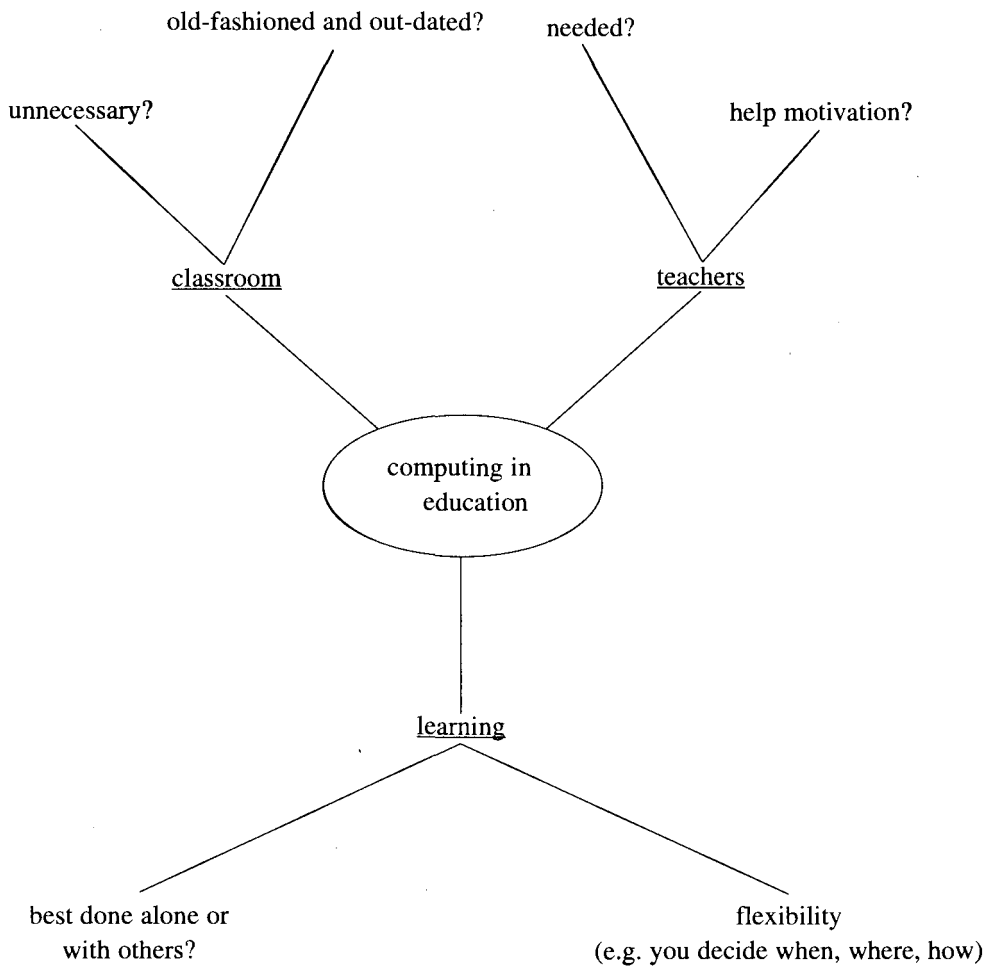 old-fashioned and out-dated?
needed?
unnecessary?
help motivation?
classroom
teachers
computing in
education
learning
best done alone or
with others?
flexibility
(e.g. you decide when, where, how)